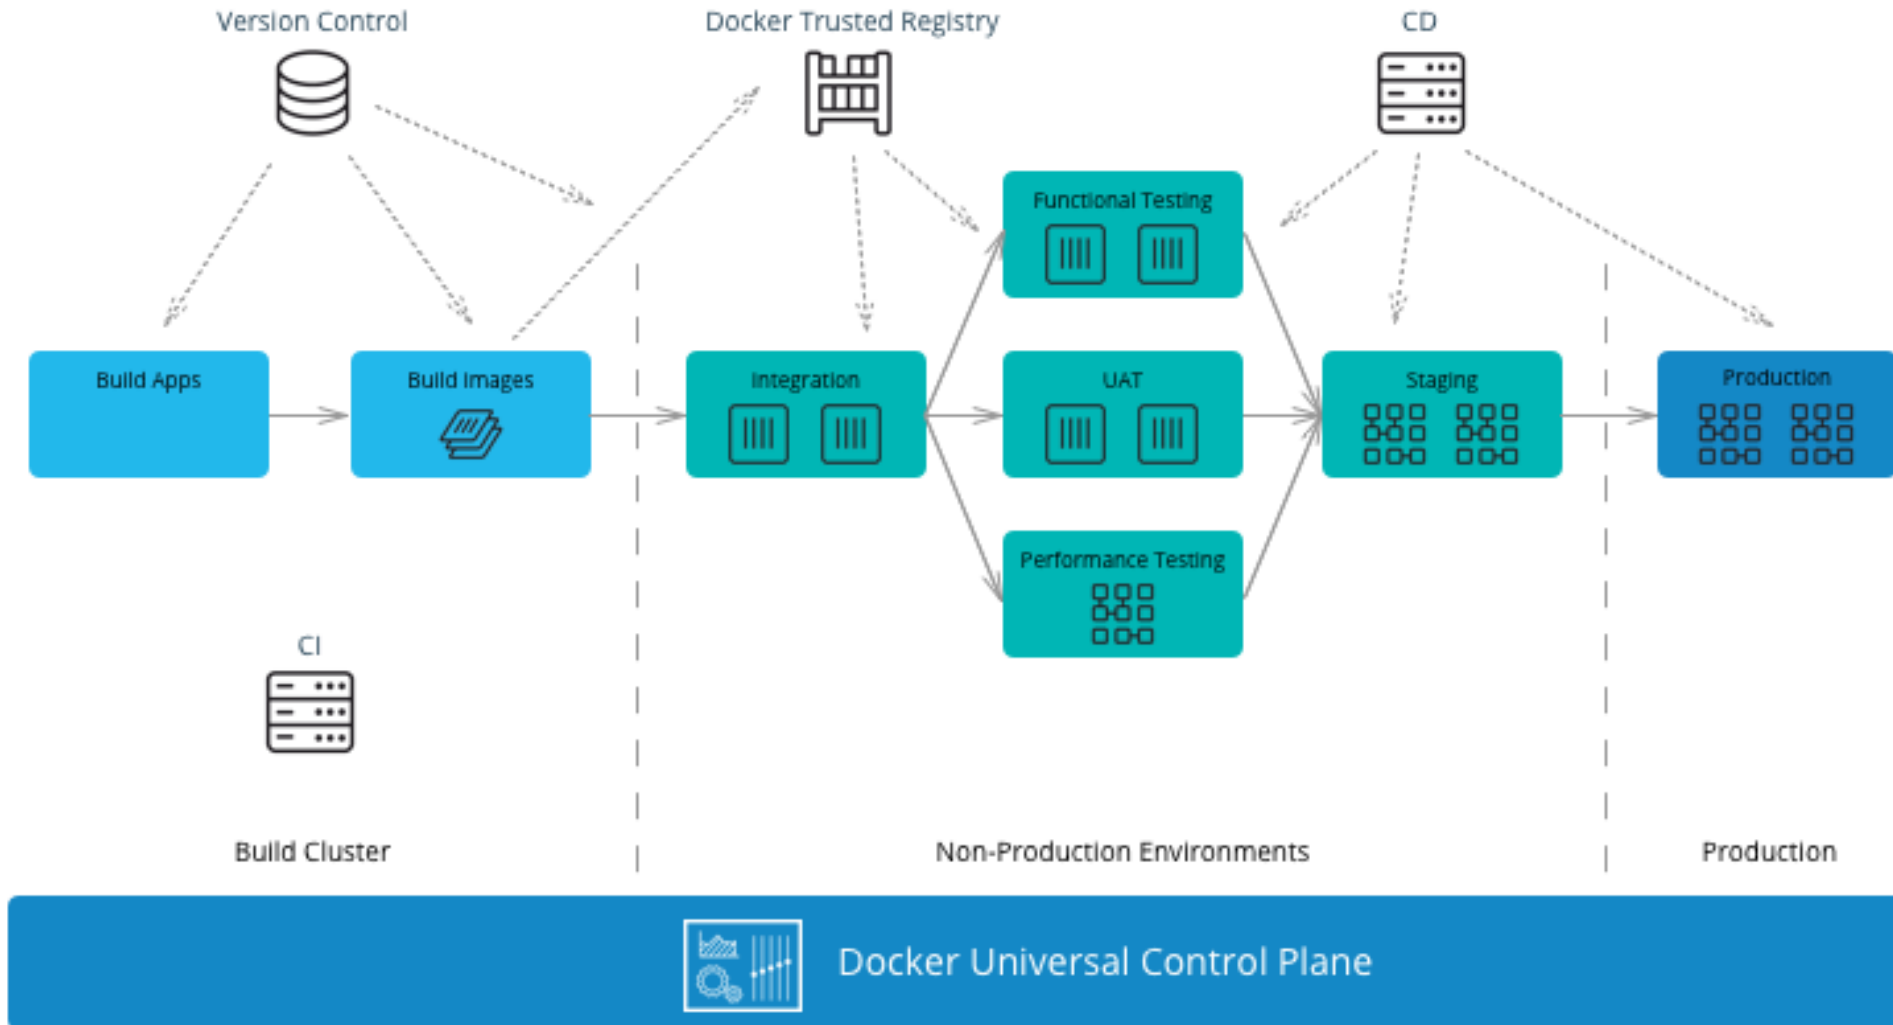 Version Control
Docker Trusted Registry
CD
Functional Testing
Build Apps
Build Images
Integration
UAT
Staging
Production
Performance Testing
CI
Build Cluster
Non-Production Environments
Production
Docker Universal Control Plane